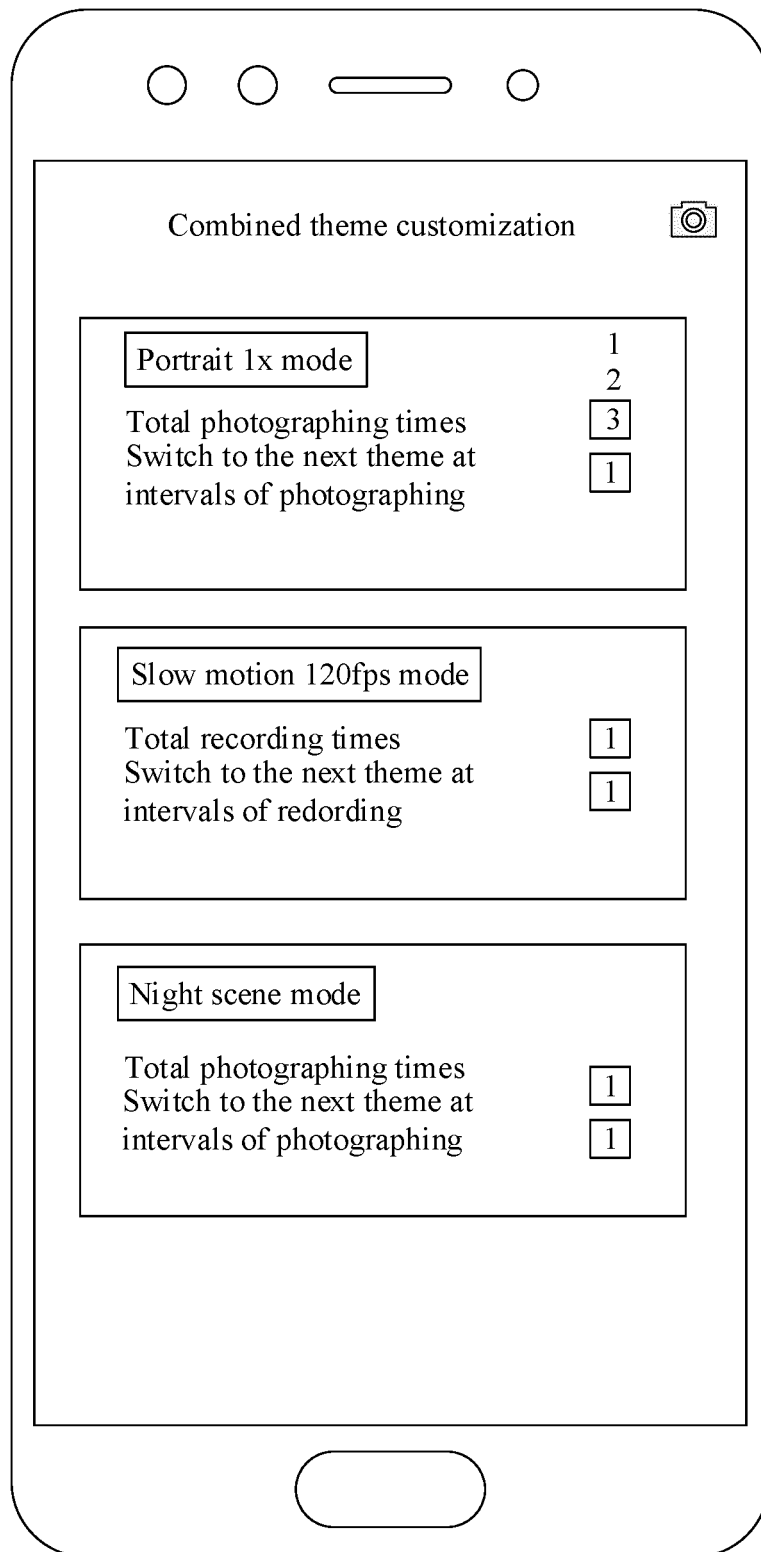 Combined theme customization
Portrait 1x mode
1
2
Total photographing times 3
Switch to the next theme at
intervals of photographing 1
Slow motion 120fps mode
Total recording times 1
Switch to the next theme at
intervals of redording 1
Night scene mode
Total photographing times 1
Switch to the next theme at
intervals of photographing 1